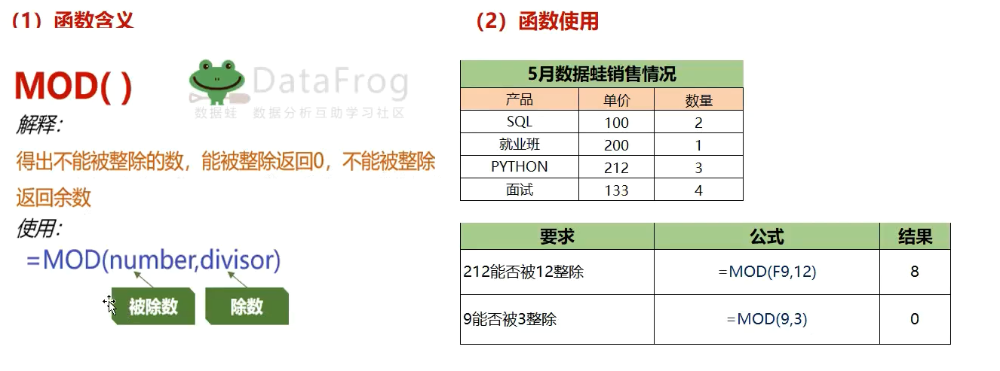 （1）函数含义
MOD( )
DataFrog
数据蛙 数据分析互助学习社区
解释：
得出不能被整除的数，能被整除返回0，不能被整除
返回余数
使用：
=MOD(number,divisor)
被除数 除数
（2）函数使用
5月数据蛙销售情况
产品 单价 数量
SQL 100 2
就业班 200 1
PYTHON 212 3
面试 133 4
要求 公式 结果
212能否被12整除 =MOD(F9,12) 8
9能否被3整除 =MOD(9,3) 0